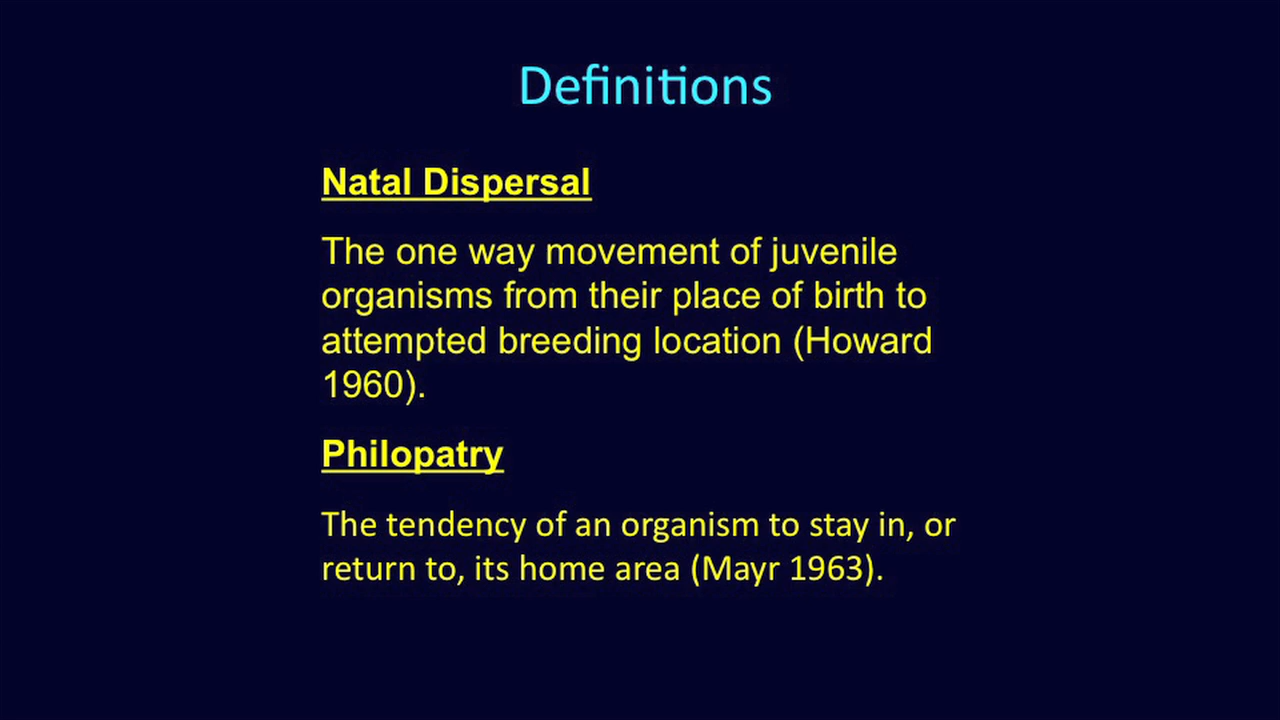 Definitions
Natal Dispersal
The one way movement of juvenile
organisms from their place of birth to
attempted breeding location (Howard
1960).
Philopatry
The tendency of an organism to stay in, or
return to, its home area (Mayr 1963).